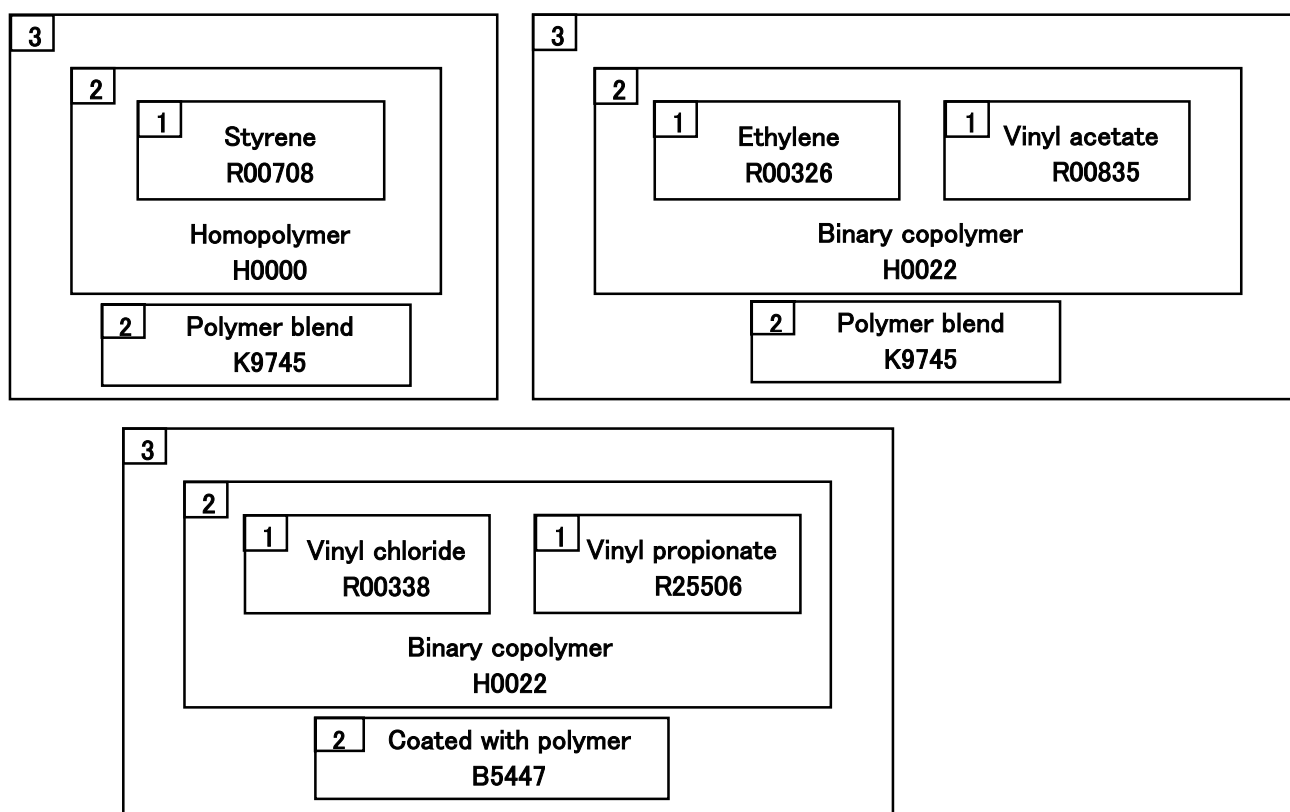 3
2
1
Styrene
R00708
Homopolymer
H0000
2
Polymer blend
K9745
3
2
1
Ethylene
R00326
1
Vinyl acetate
R00835
Binary copolymer
H0022
2
Polymer blend
K9745
3
2
1
Vinyl chloride
R00338
1
Vinyl propionate
R25506
Binary copolymer
H0022
2
Coated with polymer
B5447